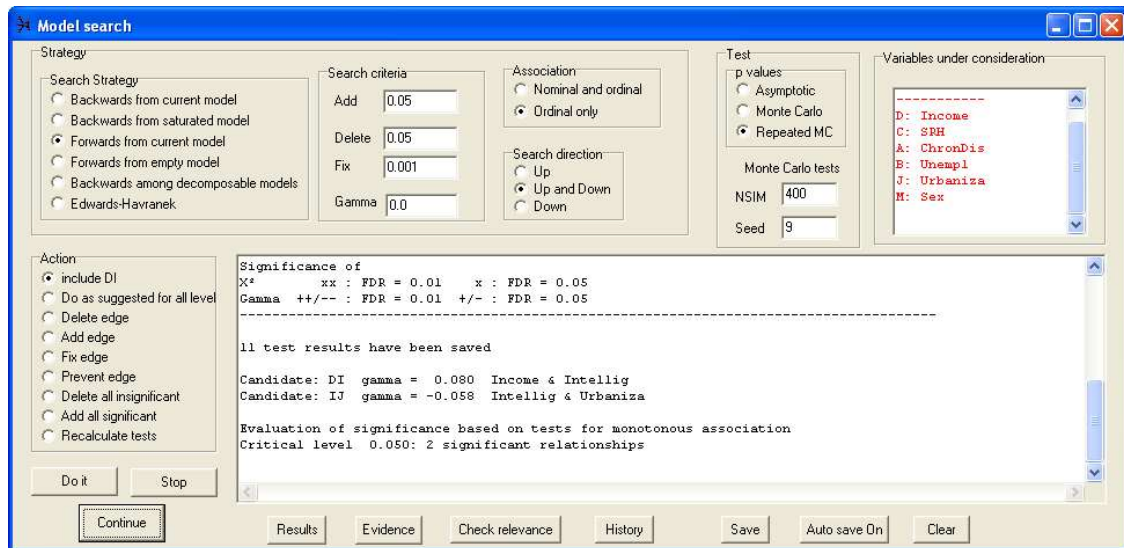 Model search
Strategy
Search Strategy
Backwards from current model
Backwards from saturated model
Forwards from current model
Forwards from empty model
Backwards among decomposable models
Edwards-Havranek
Search criteria
Add 0.05
Delete 0.05
Fix 0.001
Gamma 0.0
Association
Nominal and ordinal
Ordinal only
Search direction
Up
Up and Down
Down
Test
p values
Asymptotic
Monte Carlo
Repeated MC
Monte Carlo tests
NSIM 400
Seed 9
Variables under consideration
-----------
D: Income
C: SRH
A: ChronDis
B: Unempl
J: Urbaniza
M: Sex
Action
include DI
Do as suggested for all level
Delete edge
Add edge
Fix edge
Prevent edge
Delete all insignificant
Add all significant
Recalculate tests
Do it
Stop
Continue
Significance of
X² xx : FDR = 0.01 x : FDR = 0.05
Gamma ++/-- : FDR = 0.01 +/- : FDR = 0.05
--------------------------------------------------------------------------------------
11 test results have been saved
Candidate: DI gamma = 0.080 Income & Intellig
Candidate: IJ gamma = -0.058 Intellig & Urbaniza
Evaluation of significance based on tests for monotonous association
Critical level 0.050: 2 significant relationships
Results
Evidence
Check relevance
History
Save
Auto save On
Clear